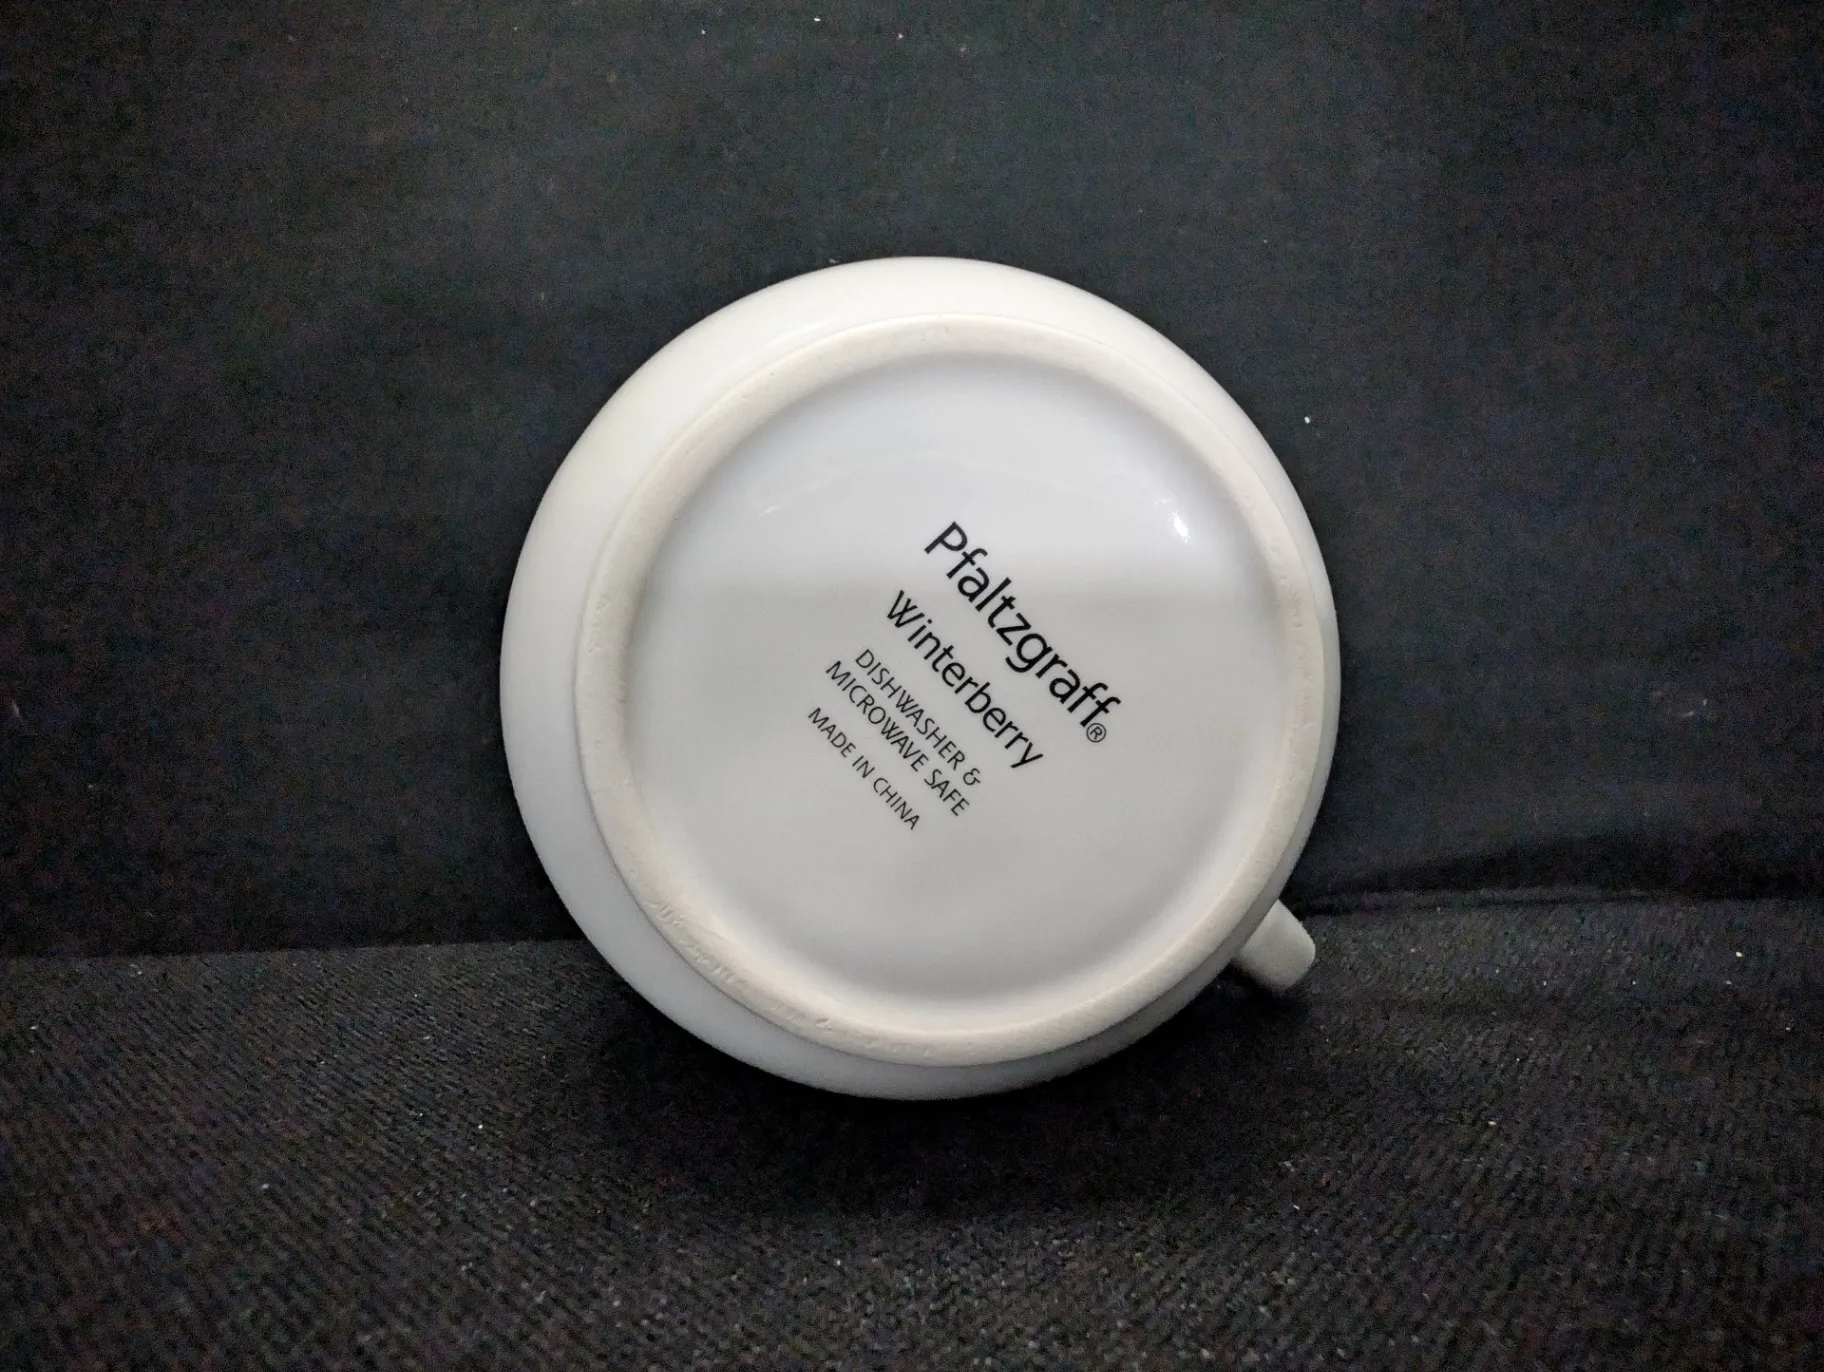 Pfaltzgraff®
Winterberry
DISHWASHER &
MICROWAVE SAFE
MADE IN CHINA